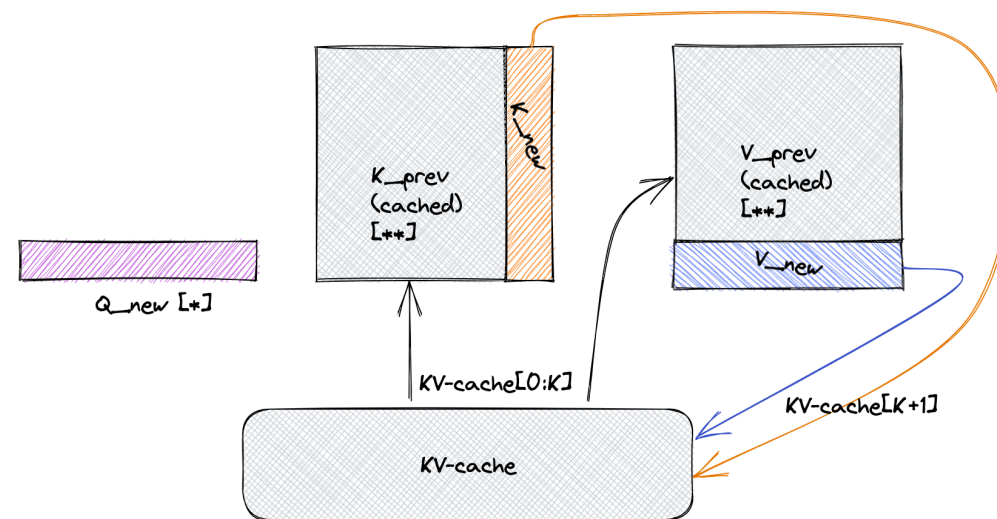 K_new
K_prev
(cached)
[**]
V_prev
(cached)
[**]
V_new
Q_new [*]
KV-cache[0:K]
KV-cache[K+1]
KV-cache